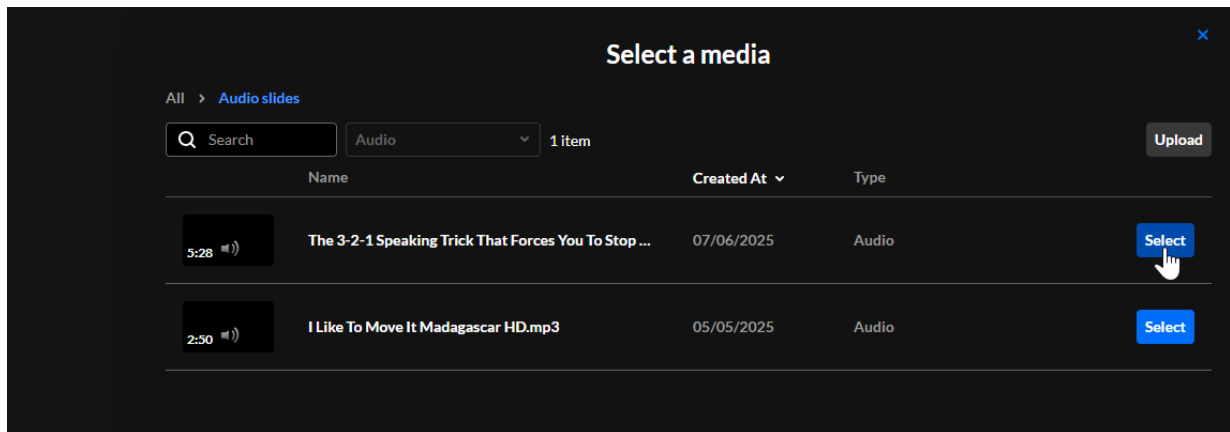 Select a media
×
All > Audio slides
Search
Audio
1 item
Upload
Name Created At Type
5:28 The 3-2-1 Speaking Trick That Forces You To Stop ... 07/06/2025 Audio Select
2:50 I Like To Move It Madagascar HD.mp3 05/05/2025 Audio Select